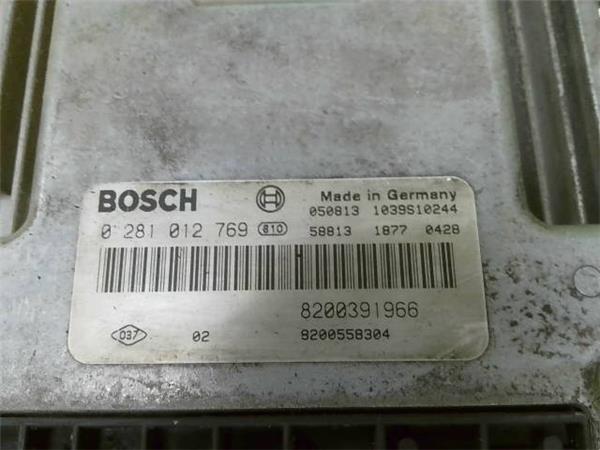 BOSCH
Made in Germany
050813 1039S10244
0 281 012 769 810
58813 1877 0428
8200391966
037 02 8200558304